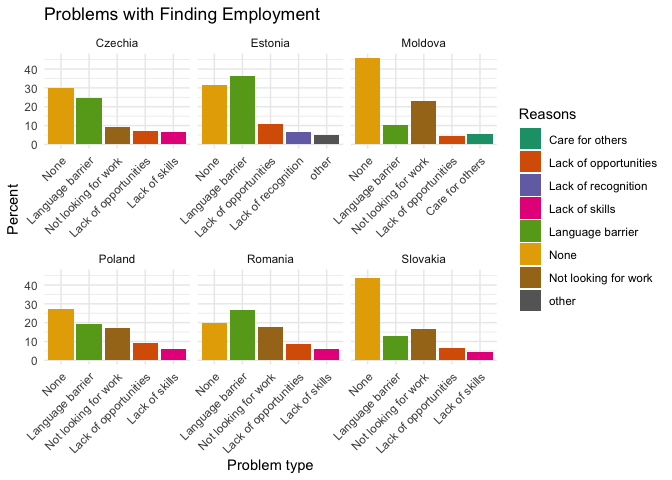 Problems with Finding Employment
Czechia
Estonia
Moldova
40
30
20
10
0
None
Language barrier
Not looking for work
Lack of opportunities
Lack of skills
None
Language barrier
Lack of opportunities
Lack of recognition
other
None
Language barrier
Not looking for work
Lack of opportunities
Care for others
Percent
Poland
Romania
Slovakia
40
30
20
10
0
None
Language barrier
Not looking for work
Lack of opportunities
Lack of skills
None
Language barrier
Not looking for work
Lack of opportunities
Lack of skills
None
Language barrier
Not looking for work
Lack of opportunities
Lack of skills
Problem type
Reasons
Care for others
Lack of opportunities
Lack of recognition
Lack of skills
Language barrier
None
Not looking for work
other